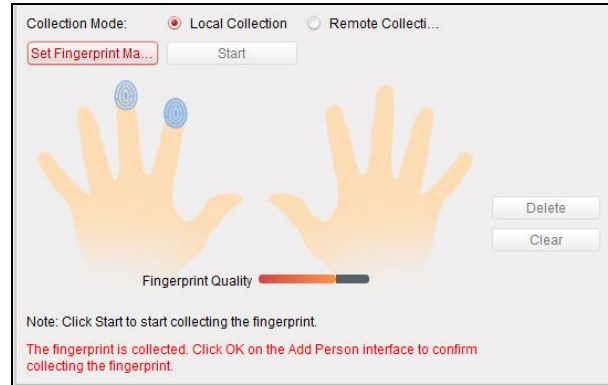 Collection Mode: Local Collection Remote Collecti...
Set Fingerprint Ma... Start
Delete
Clear
Fingerprint Quality
Note: Click Start to start collecting the fingerprint.
The fingerprint is collected. Click OK on the Add Person interface to confirm
collecting the fingerprint.